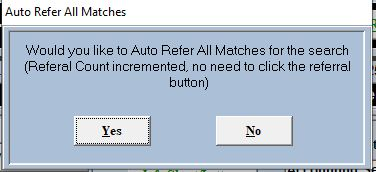 Auto Refer All Matches
Would you like to Auto Refer All Matches for the search
(Referal Count incremented, no need to click the referral
button)
Yes
No